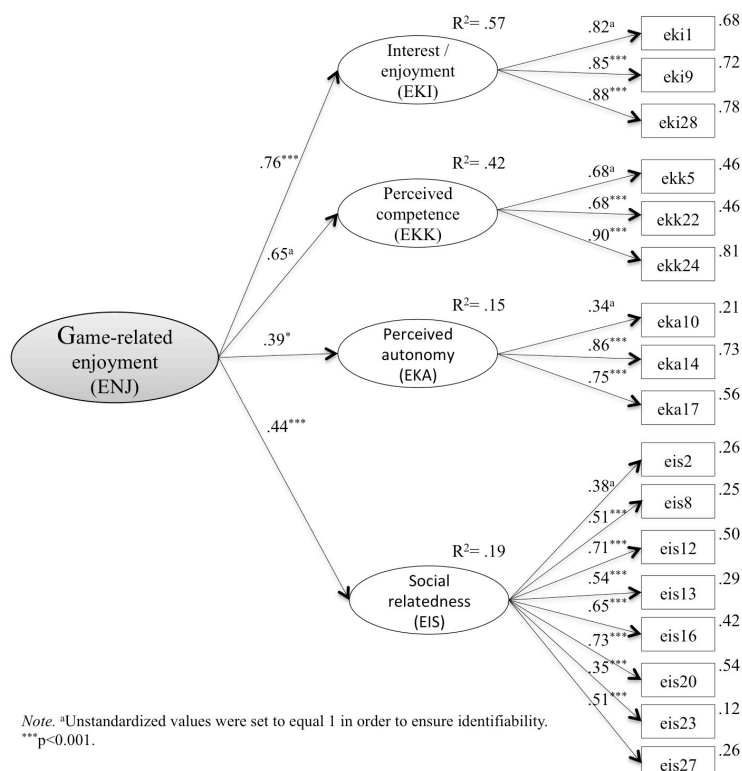 R²= .57
Interest /
enjoyment
(EKI)
.82ᵃ
.85***
.88***
eki1
.68
eki9
.72
eki28
.78
.76***
R²= .42
Perceived
competence
(EKK)
.68ᵃ
.68***
.90***
ekk5
.46
ekk22
.46
ekk24
.81
.65ᵃ
Game-related
enjoyment
(ENJ)
.39*
R²= .15
Perceived
autonomy
(EKA)
.34ᵃ
.86***
.75***
eka10
.21
eka14
.73
eka17
.56
.44***
R²= .19
Social
relatedness
(EIS)
.38ᵃ
.51***
.71***
.54***
.65***
.73***
.35***
.51***
eis2
.26
eis8
.25
eis12
.50
eis13
.29
eis16
.42
eis20
.54
eis23
.12
eis27
.26
Note. ᵃUnstandardized values were set to equal 1 in order to ensure identifiability.
***p<0.001.